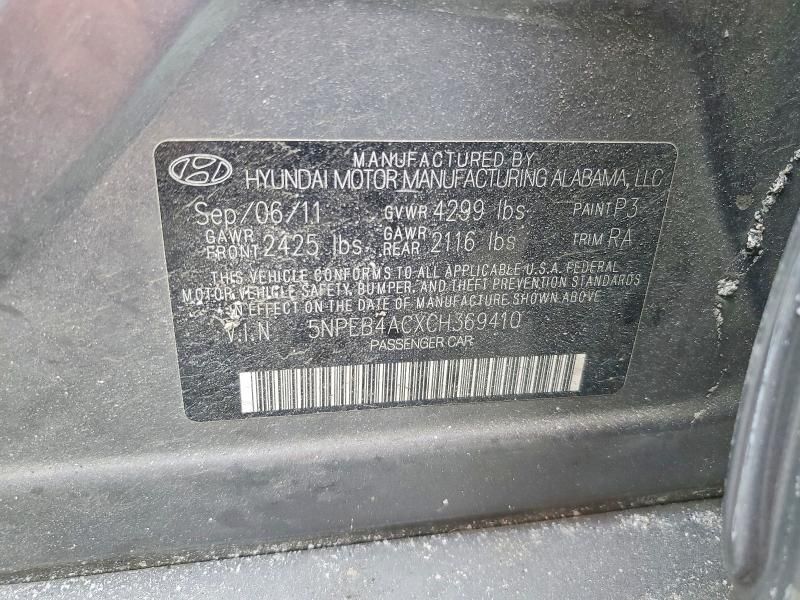 MANUFACTURED BY
HYUNDAI MOTOR MANUFACTURING ALABAMA, LLC
Sep/06/11 GVWR 4299 lbs PAINT P3
GAWR FRONT 2425 lbs GAWR REAR 2116 lbs TRIM RA
THIS VEHICLE CONFORMS TO ALL APPLICABLE U.S.A. FEDERAL
MOTOR VEHICLE SAFETY, BUMPER, AND THEFT PREVENTION STANDARDS
IN EFFECT ON THE DATE OF MANUFACTURE SHOWN ABOVE.
V.I.N 5NPEB4ACXCH369410
PASSENGER CAR